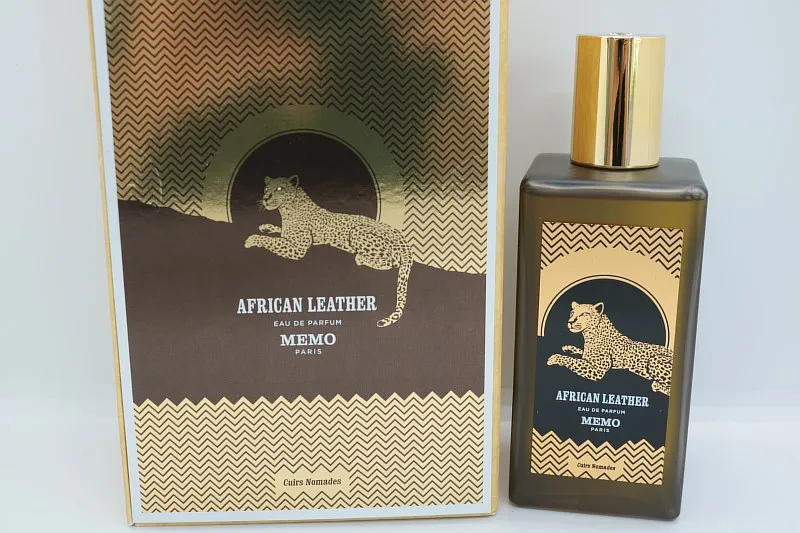 AFRICAN LEATHER
EAU DE PARFUM
MEMO
PARIS
Cuirs Nomades
AFRICAN LEATHER
EAU DE PARFUM
MEMO
PARIS
Cuirs Nomades